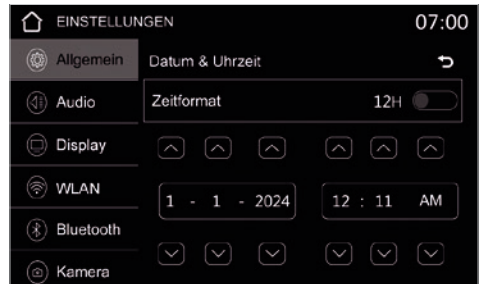 EINSTELLUNGEN 07:00
Allgemein
Datum & Uhrzeit
Audio
Zeitformat 12H
Display
WLAN
1 - 1 - 2024 12 : 11 AM
Bluetooth
Kamera